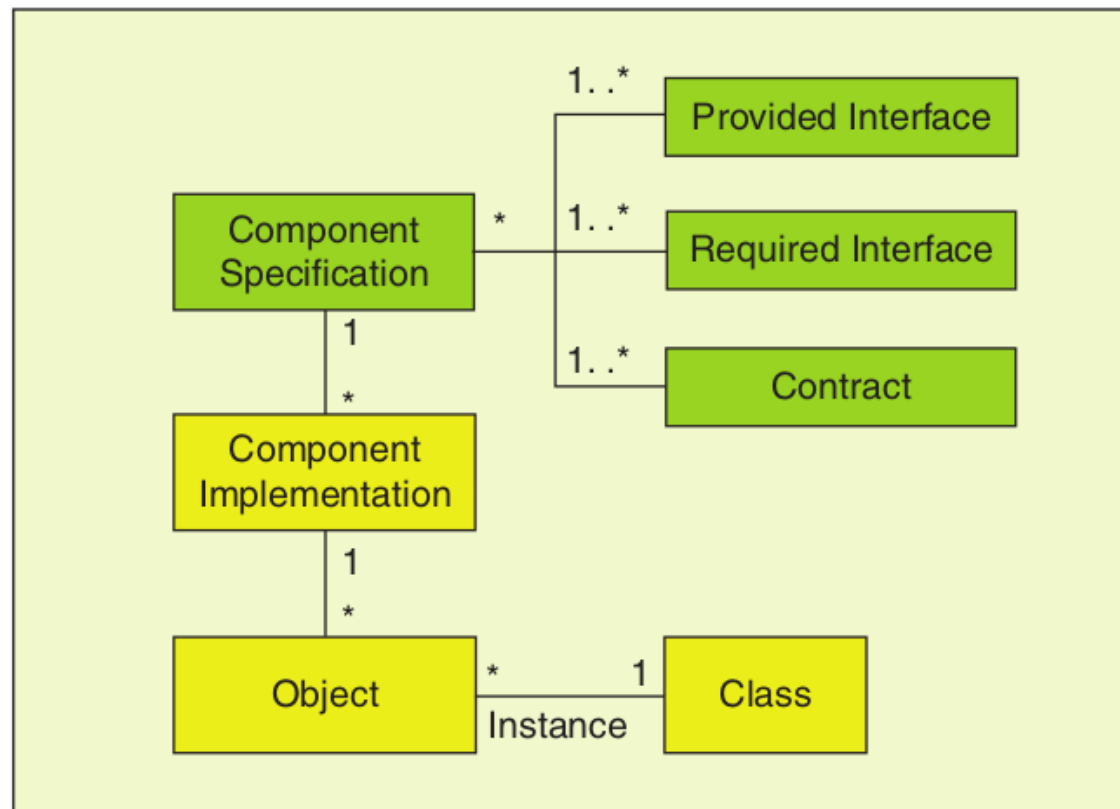 1. .*
Provided Interface
Component
Specification
*
1. .*
Required Interface
1
1. .*
Contract
*
Component
Implementation
1
*
Object
*
1
Class
Instance